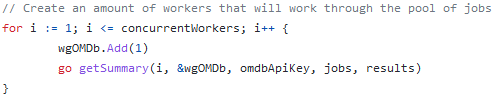 // Create an amount of workers that will work through the pool of jobs
for i := 1; i <= concurrentWorkers; i++ {
        wgOMDb.Add(1)
        go getSummary(i, &wgOMDb, omdbApiKey, jobs, results)
}